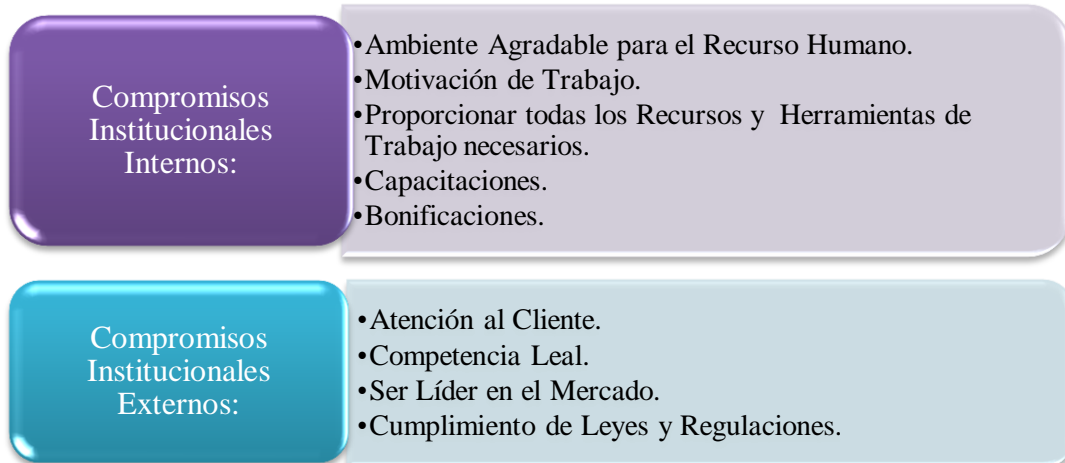 Compromisos
Institucionales
Internos:
•Ambiente Agradable para el Recurso Humano.
•Motivación de Trabajo.
•Proporcionar todas los Recursos y Herramientas de
Trabajo necesarios.
•Capacitaciones.
•Bonificaciones.
Compromisos
Institucionales
Externos:
•Atención al Cliente.
•Competencia Leal.
•Ser Líder en el Mercado.
•Cumplimiento de Leyes y Regulaciones.